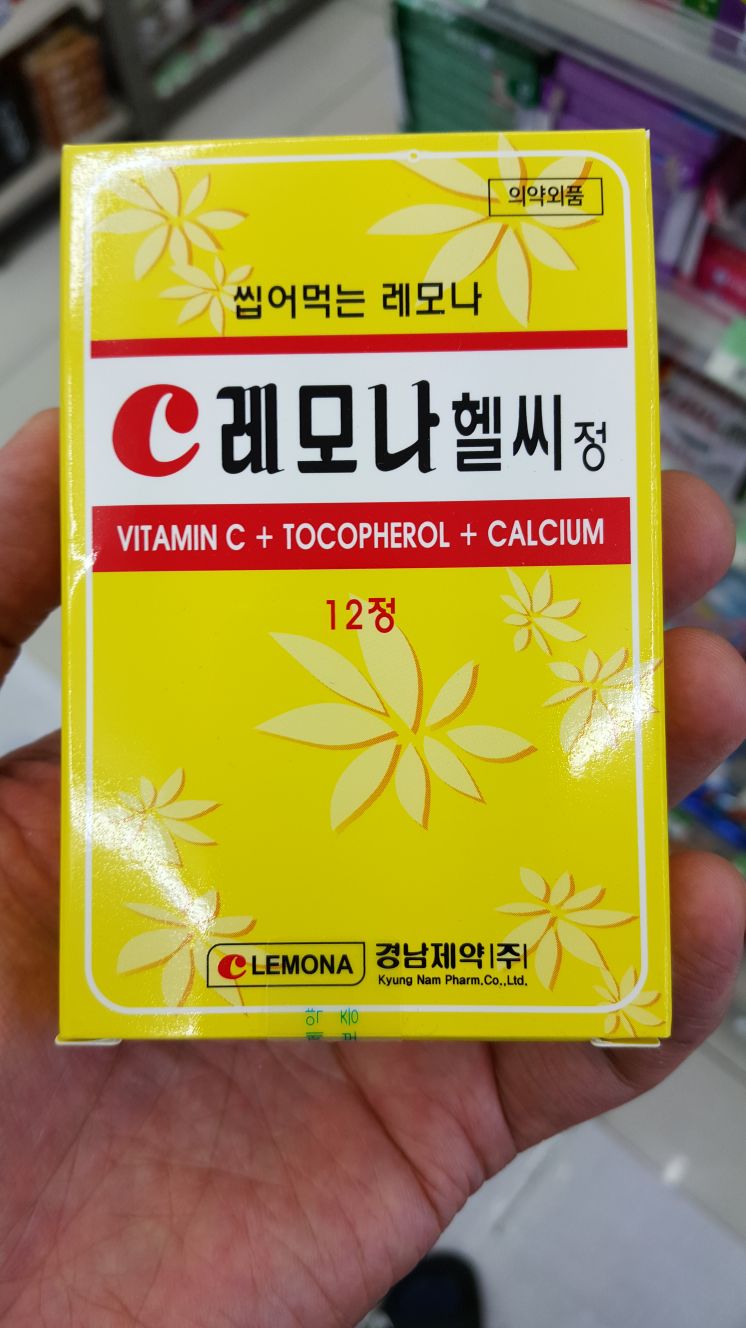 의약외품
씹어먹는 레모나
C 레모나 헬씨 정
VITAMIN C + TOCOPHEROL + CALCIUM
12정
C LEMONA 경남제약(주)
Kyung Nam Pharm.Co.,Ltd.